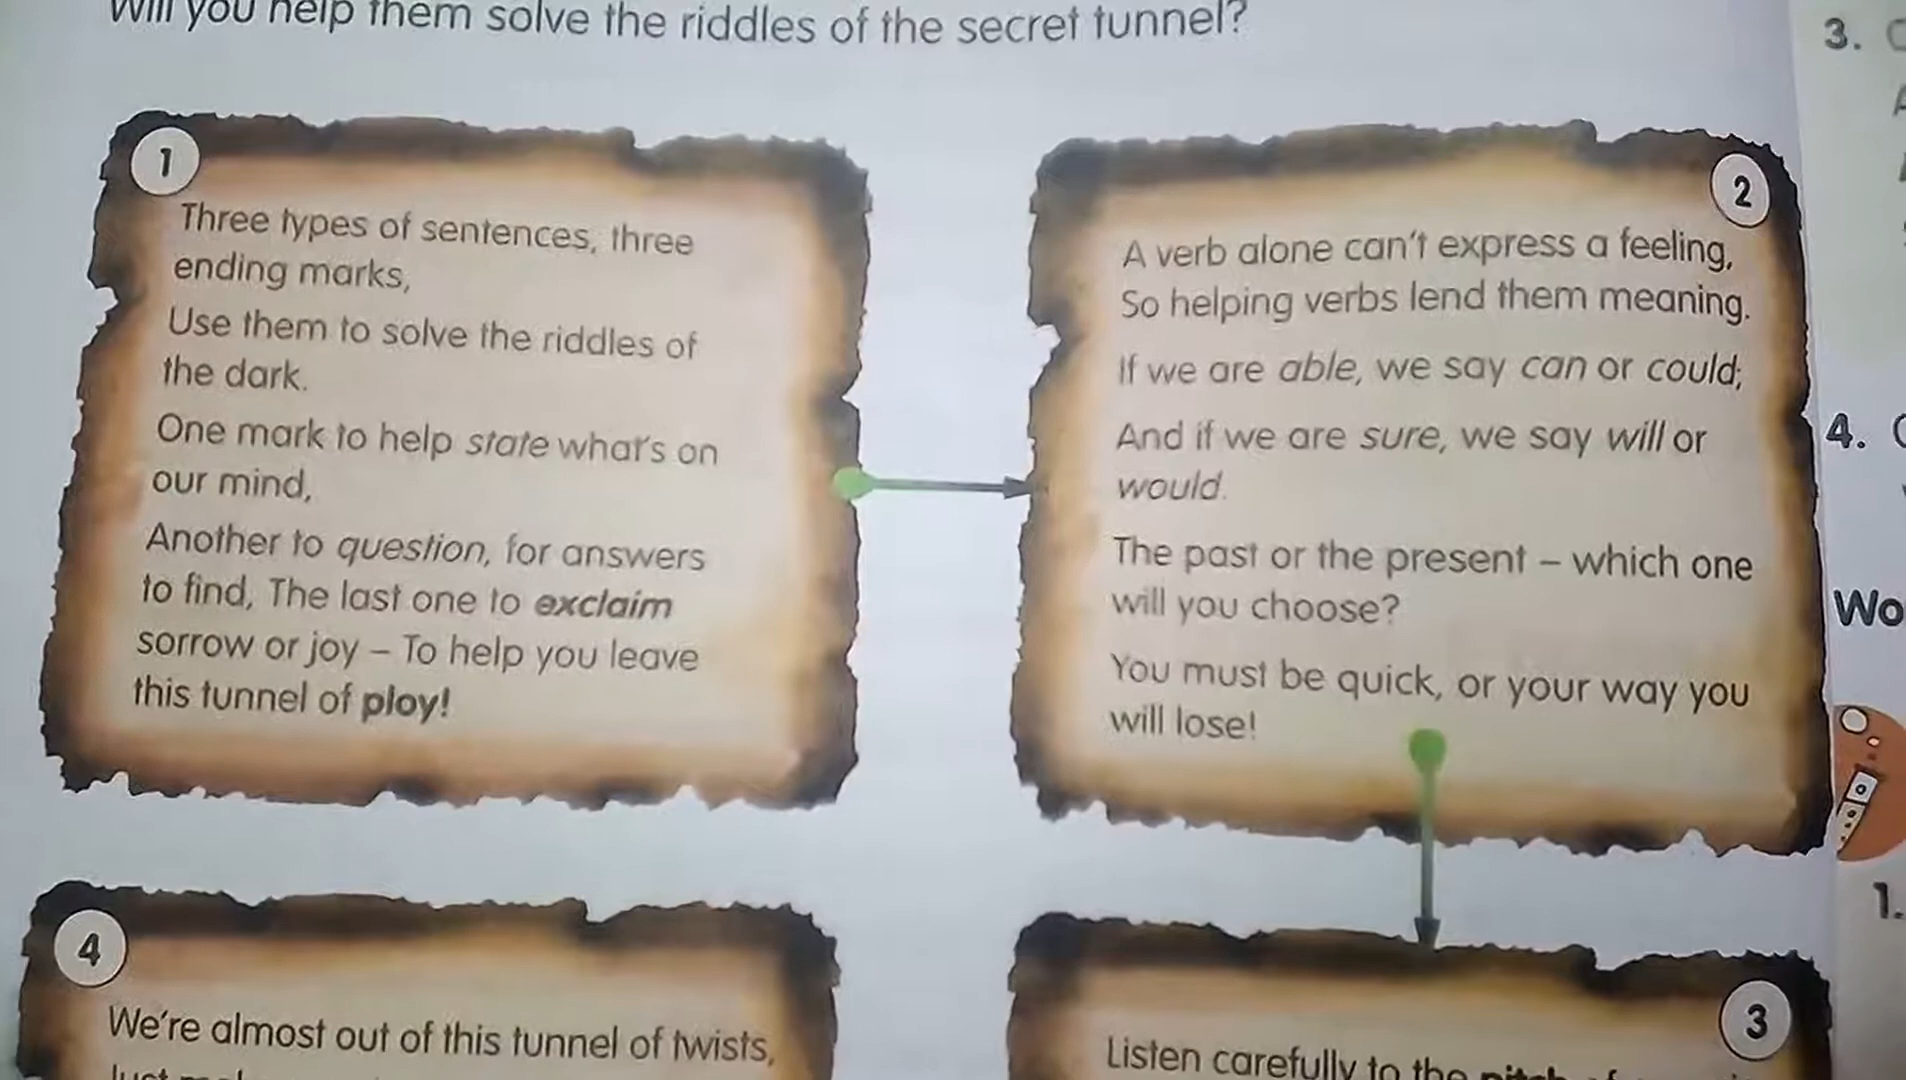 Will you help them solve the riddles of the secret tunnel?
1
Three types of sentences, three
ending marks,
Use them to solve the riddles of
the dark.
One mark to help state what's on
our mind,
Another to question, for answers
to find, The last one to exclaim
sorrow or joy – To help you leave
this tunnel of ploy!
2
A verb alone can't express a feeling,
So helping verbs lend them meaning.
If we are able, we say can or could;
And if we are sure, we say will or
would.
The past or the present – which one
will you choose?
You must be quick, or your way you
will lose!
4
We're almost out of this tunnel of twists,
3
Listen carefully to the pitch of
3.
4.
Wo
1.